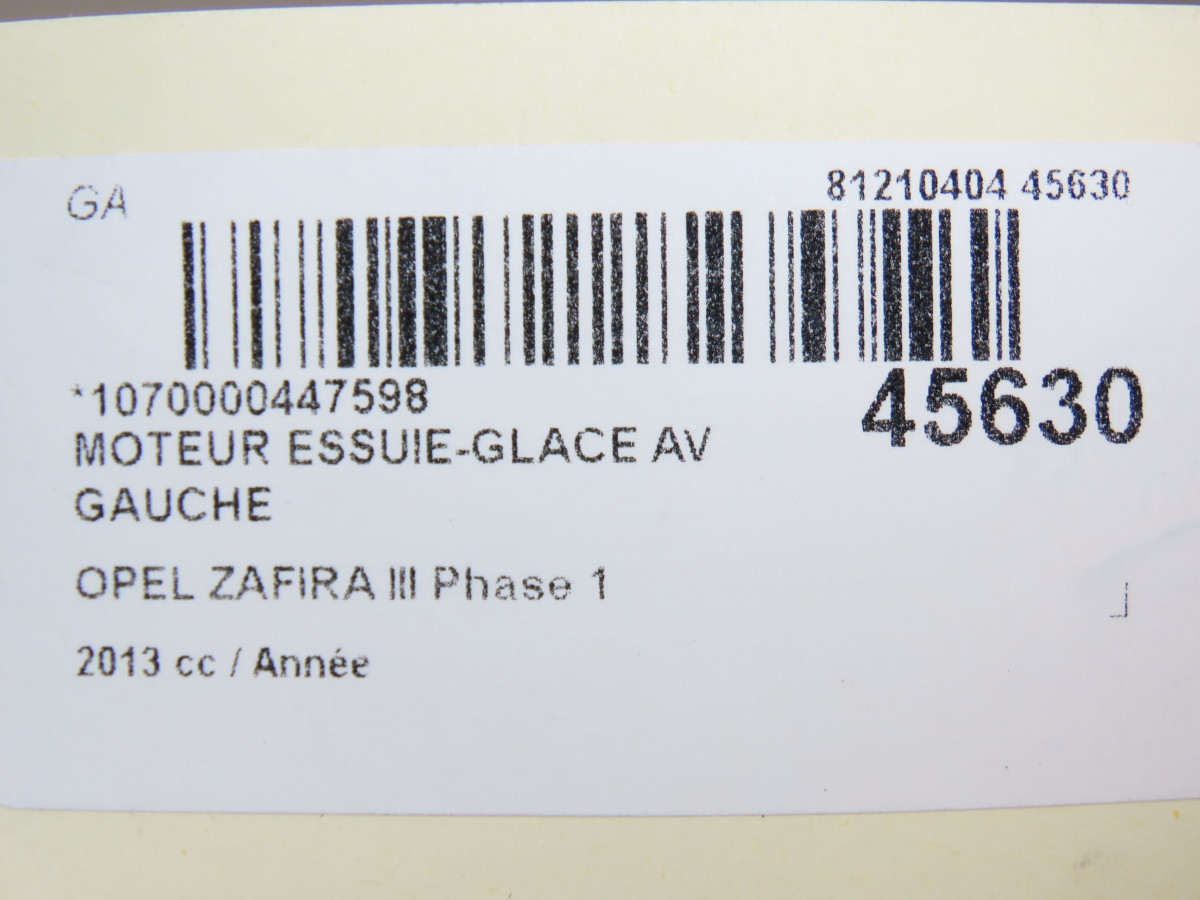 GA
81210404 45630
*1070000447598
45630
MOTEUR ESSUIE-GLACE AV
GAUCHE
OPEL ZAFIRA III Phase 1
2013 cc / Année